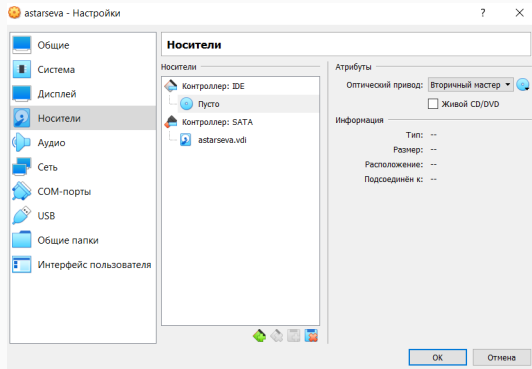 astarseva - Настройки
?
Общие
Система
Дисплей
Носители
Аудио
Сеть
COM-порты
USB
Общие папки
Интерфейс пользователя
Носители
Носители
Контроллер: IDE
Пусто
Контроллер: SATA
astarseva.vdi
Атрибуты
Оптический привод: Вторичный мастер
Живой CD/DVD
Информация
Тип: --
Размер: --
Расположение: --
Подсоединён к: --
ОК
Отмена